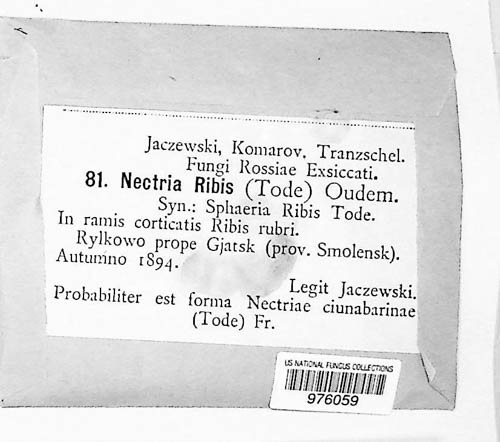 Jaczewski, Komarov. Tranzschel.
Fungi Rossiae Exsiccati.
81. Nectria Ribis (Tode) Oudem.
Syn.: Sphaeria Ribis Tode.
In ramis corticatis Ribis rubri.
Rylkowo prope Gjatsk (prov. Smolensk).
Autumno 1894.
Legit Jaczewski.
Probabiliter est forma Nectriae ciunabarinae
(Tode) Fr.
US NATIONAL FUNGUS COLLECTIONS
976059